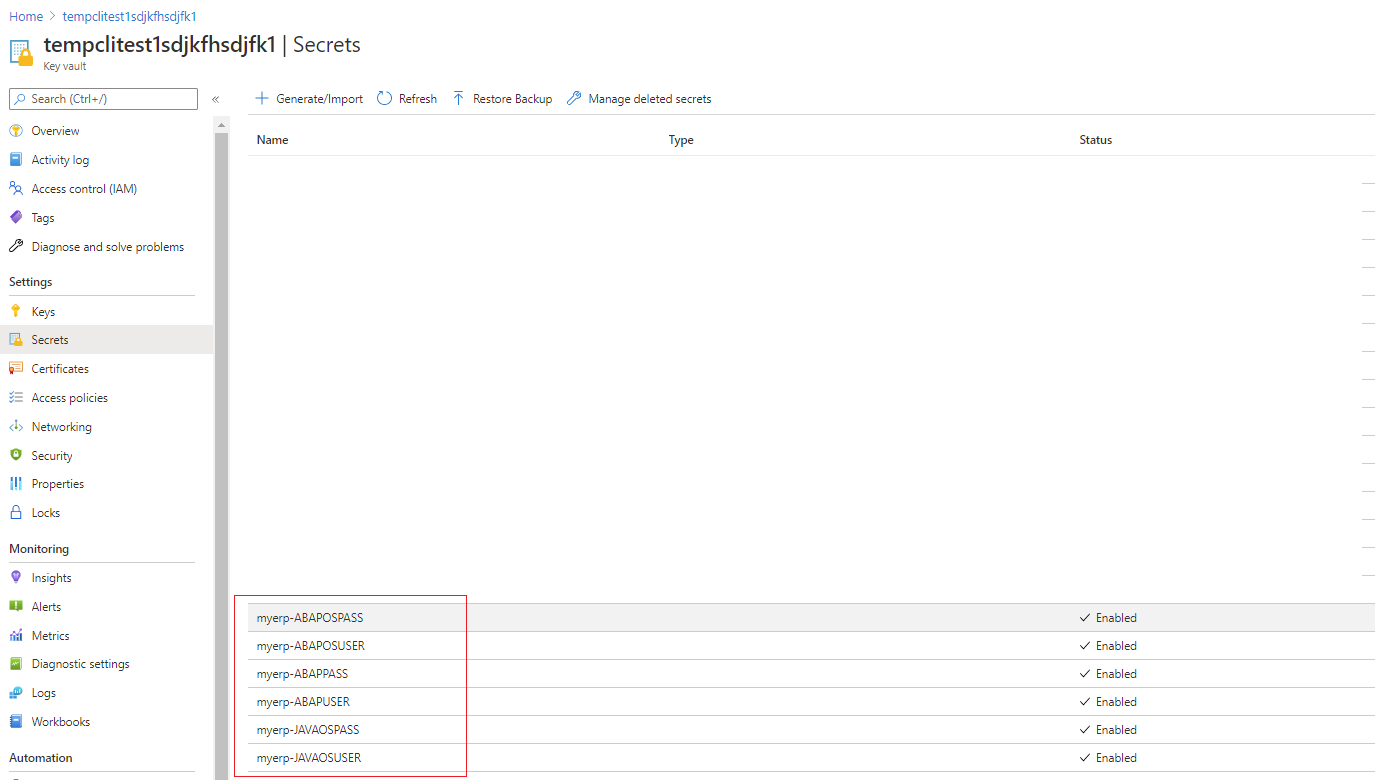 Home > tempclitest1sdjkfhsdjfk1
tempclitest1sdjkfhsdjfk1 | Secrets
Key vault
Search (Ctrl+/)
«
Overview
Activity log
Access control (IAM)
Tags
Diagnose and solve problems
Settings
Keys
Secrets
Certificates
Access policies
Networking
Security
Properties
Locks
Monitoring
Insights
Alerts
Metrics
Diagnostic settings
Logs
Workbooks
Automation
Generate/Import Refresh Restore Backup Manage deleted secrets
Name Type Status
myerp-ABAPOSPASS Enabled
myerp-ABAPOSUSER Enabled
myerp-ABAPPASS Enabled
myerp-ABAPUSER Enabled
myerp-JAVAOSPASS Enabled
myerp-JAVAOSUSER Enabled